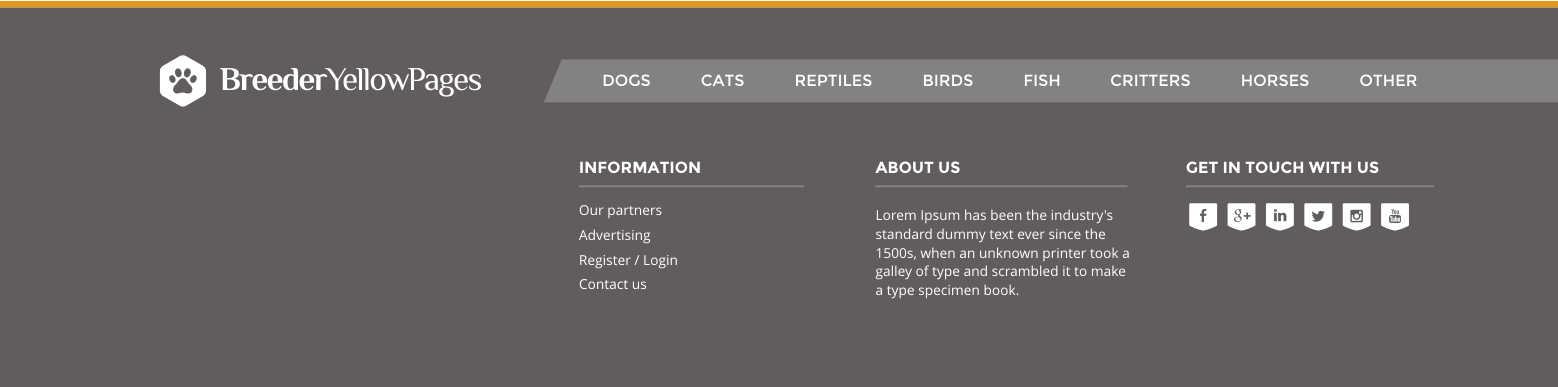 BreederYellowPages
DOGS CATS REPTILES BIRDS FISH CRITTERS HORSES OTHER
INFORMATION
Our partners
Advertising
Register / Login
Contact us
ABOUT US
Lorem Ipsum has been the industry's
standard dummy text ever since the
1500s, when an unknown printer took a
galley of type and scrambled it to make
a type specimen book.
GET IN TOUCH WITH US
f g+ in You Tube